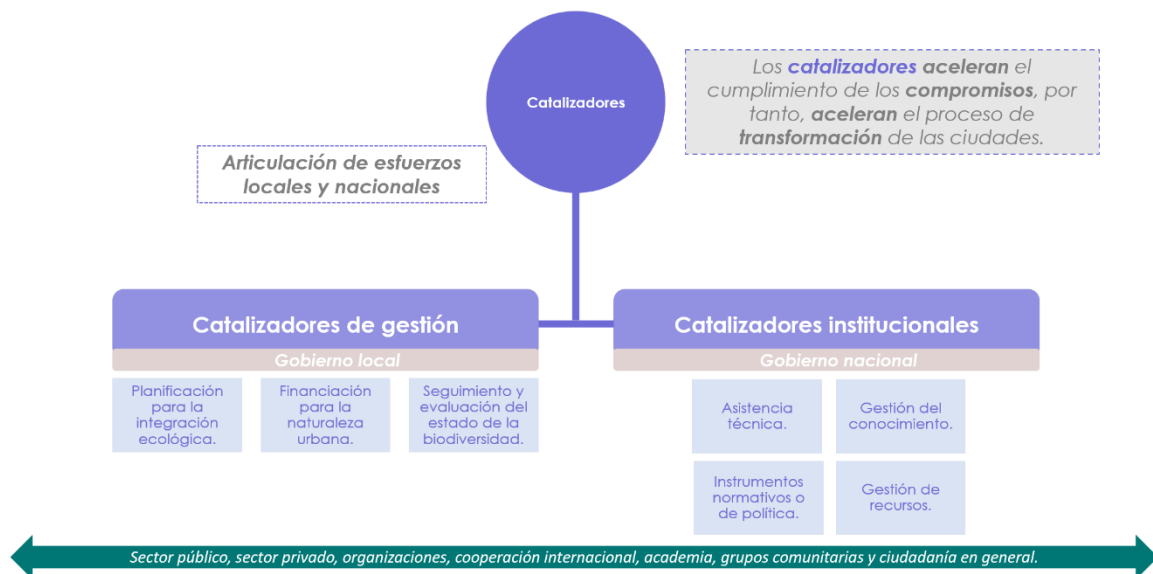 Catalizadores
Los catalizadores aceleran el
cumplimiento de los compromisos, por
tanto, aceleran el proceso de
transformación de las ciudades.
Articulación de esfuerzos
locales y nacionales
Catalizadores de gestión
Gobierno local
Planificación
para la
integración
ecológica.
Financiación
para la
naturaleza
urbana.
Seguimiento y
evaluación del
estado de la
biodiversidad.
Catalizadores institucionales
Gobierno nacional
Asistencia
técnica.
Gestión del
conocimiento.
Instrumentos
normativos o
de política.
Gestión de
recursos.
Sector público, sector privado, organizaciones, cooperación internacional, academia, grupos comunitarias y ciudadanía en general.